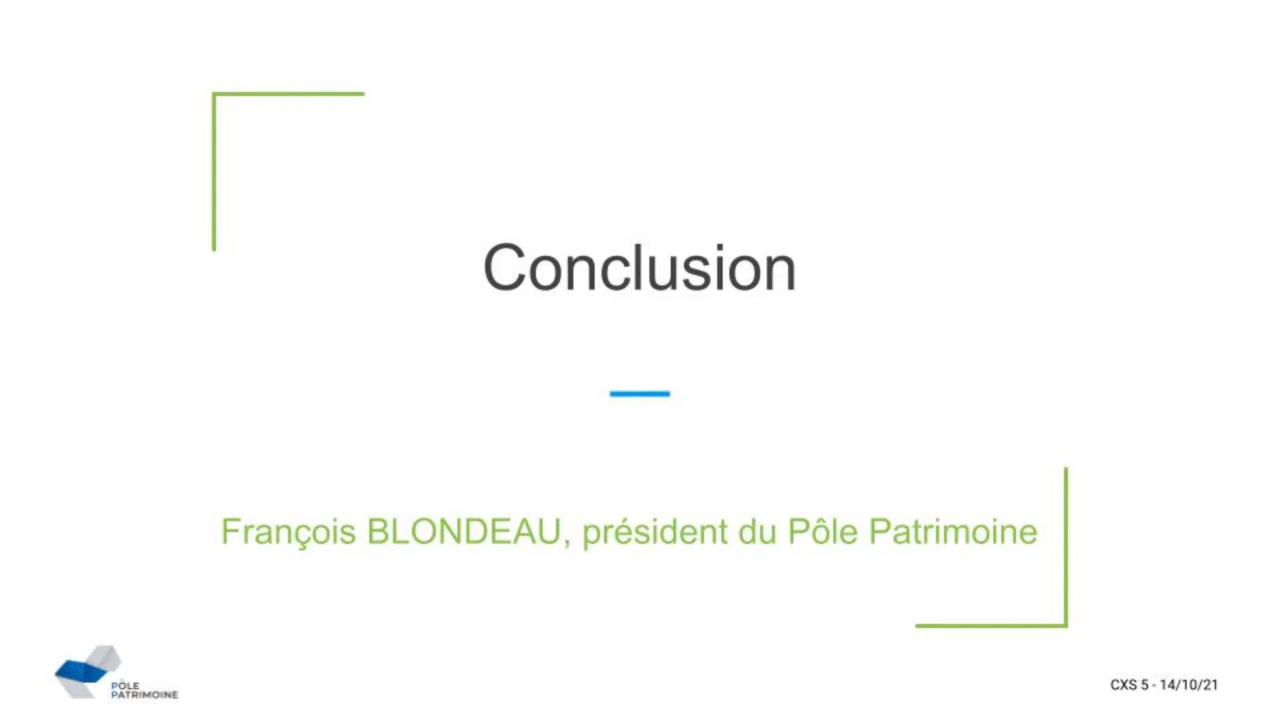 Conclusion
François BLONDEAU, président du Pôle Patrimoine
PÔLE
PATRIMOINE
CXS 5 - 14/10/21